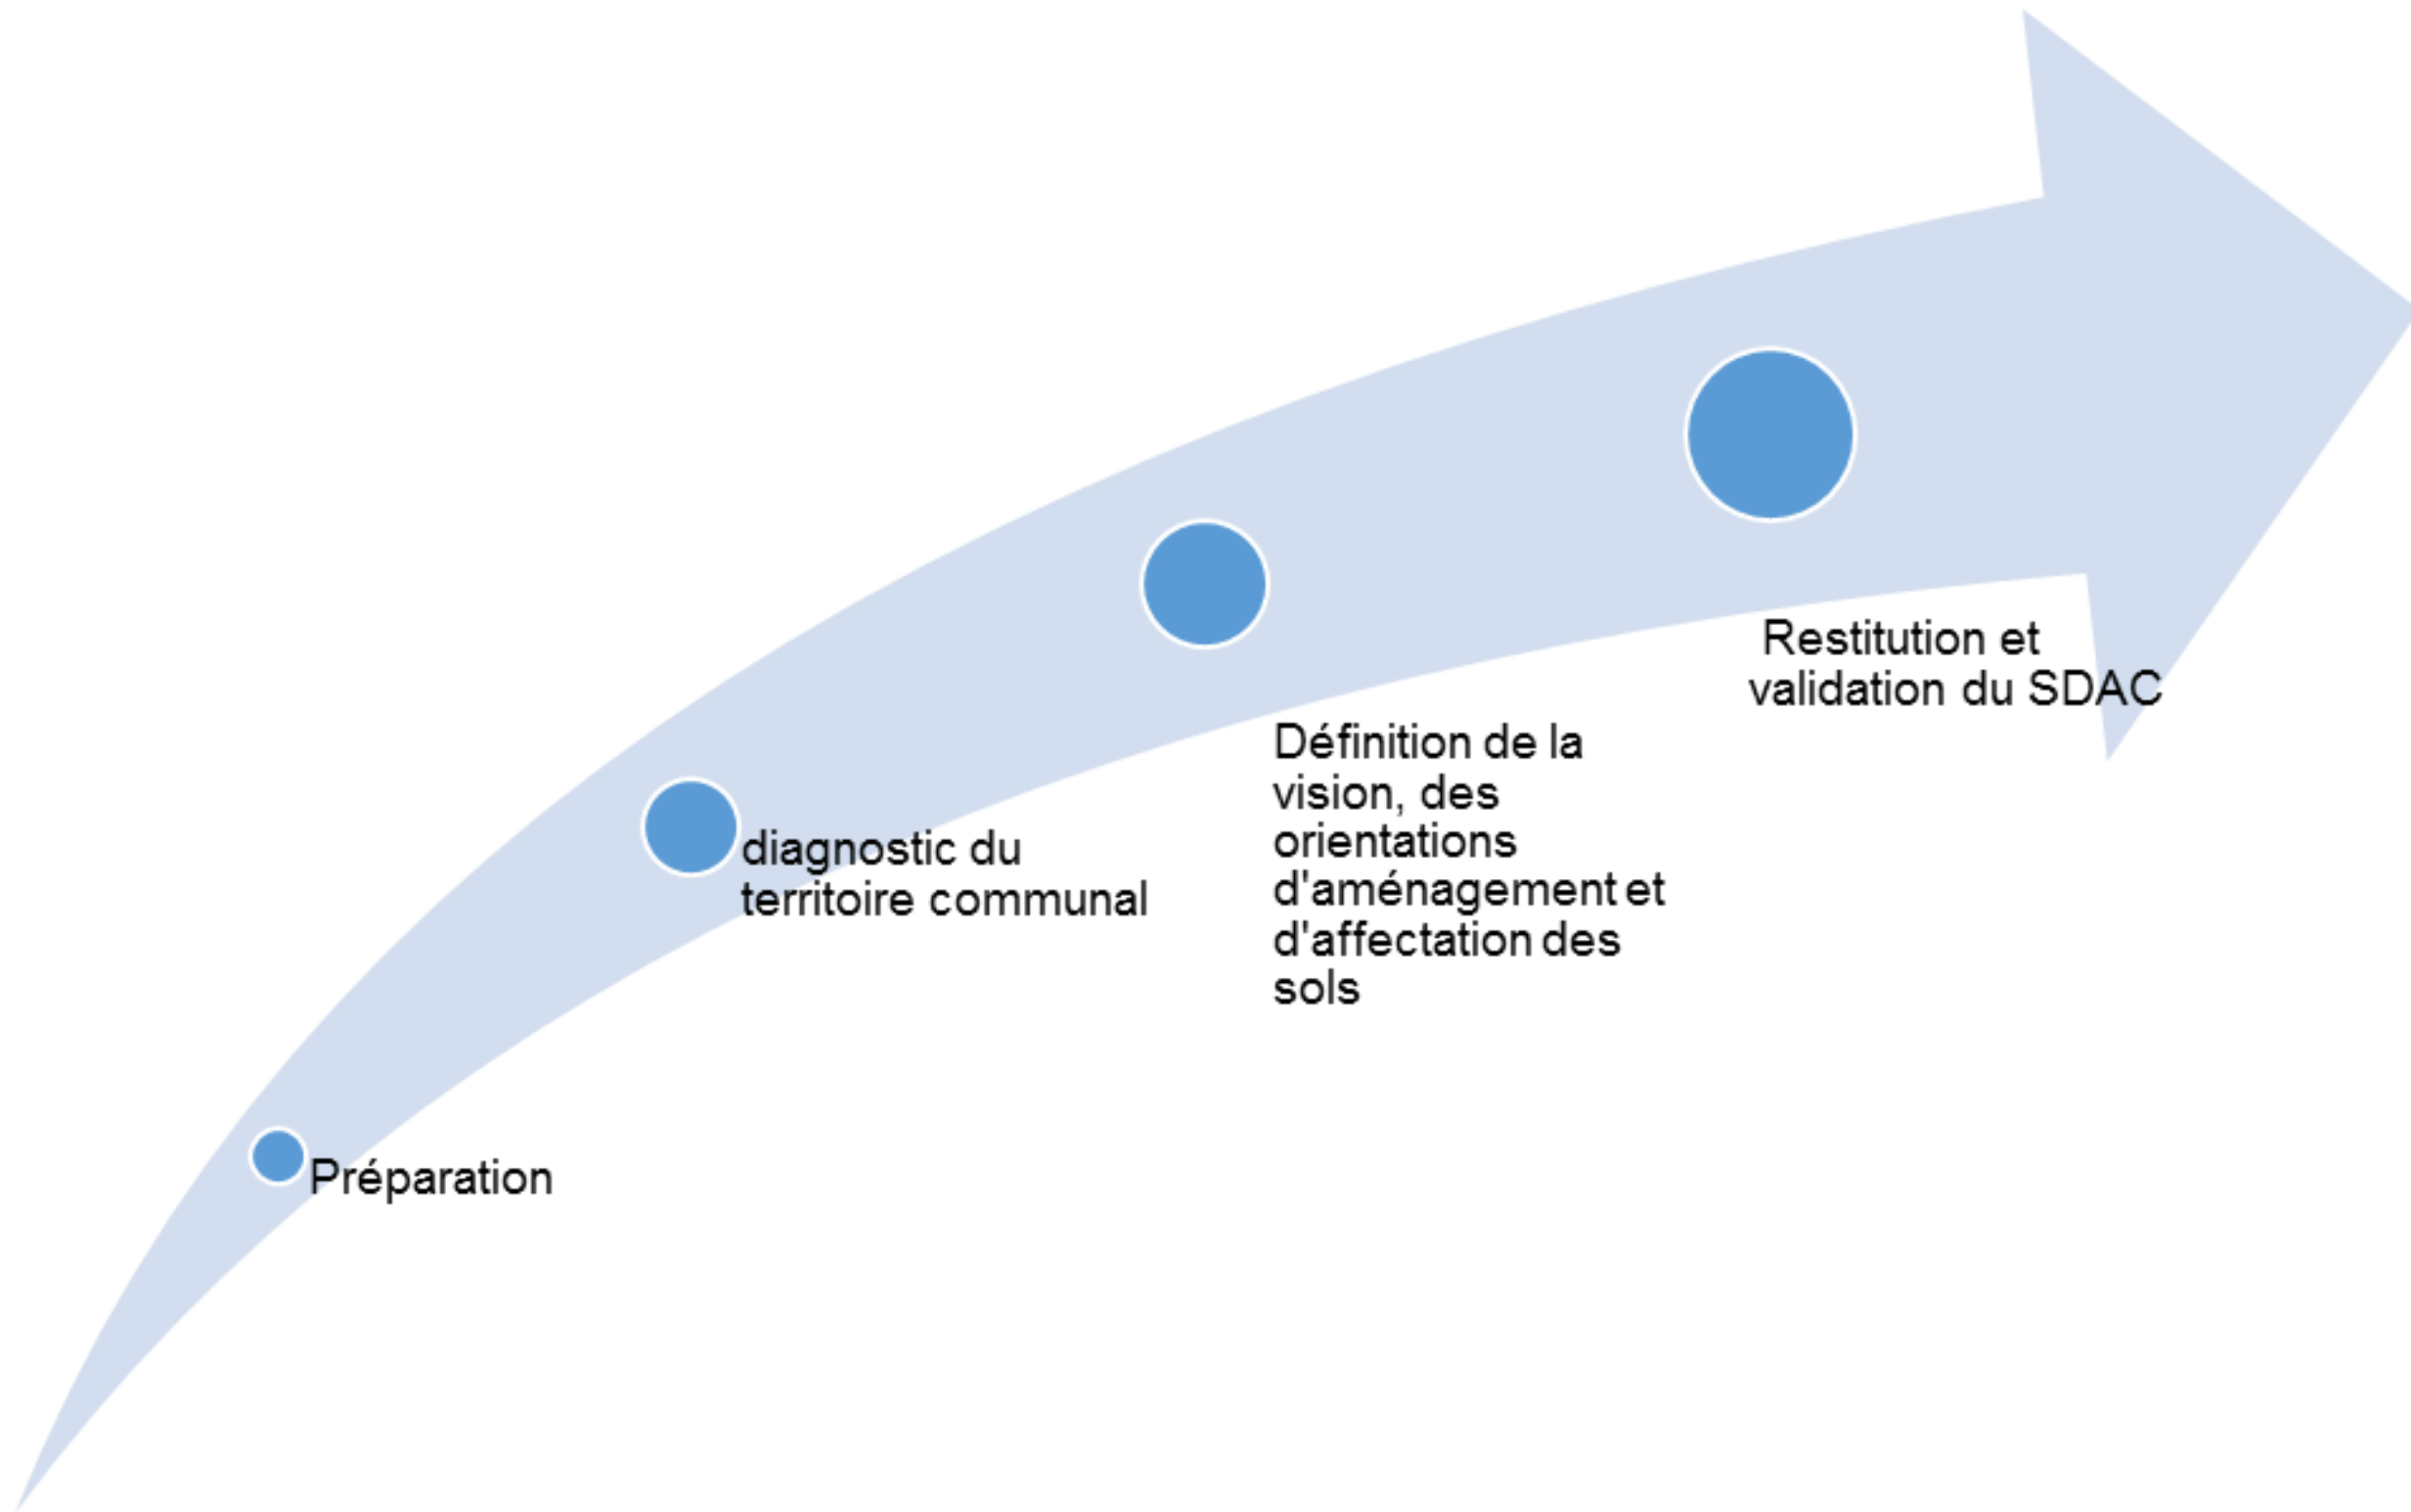 Préparation
diagnostic du
territoire communal
Définition de la
vision, des
orientations
d'aménagement et
d'affectation des
sols
Restitution et
validation du SDAC